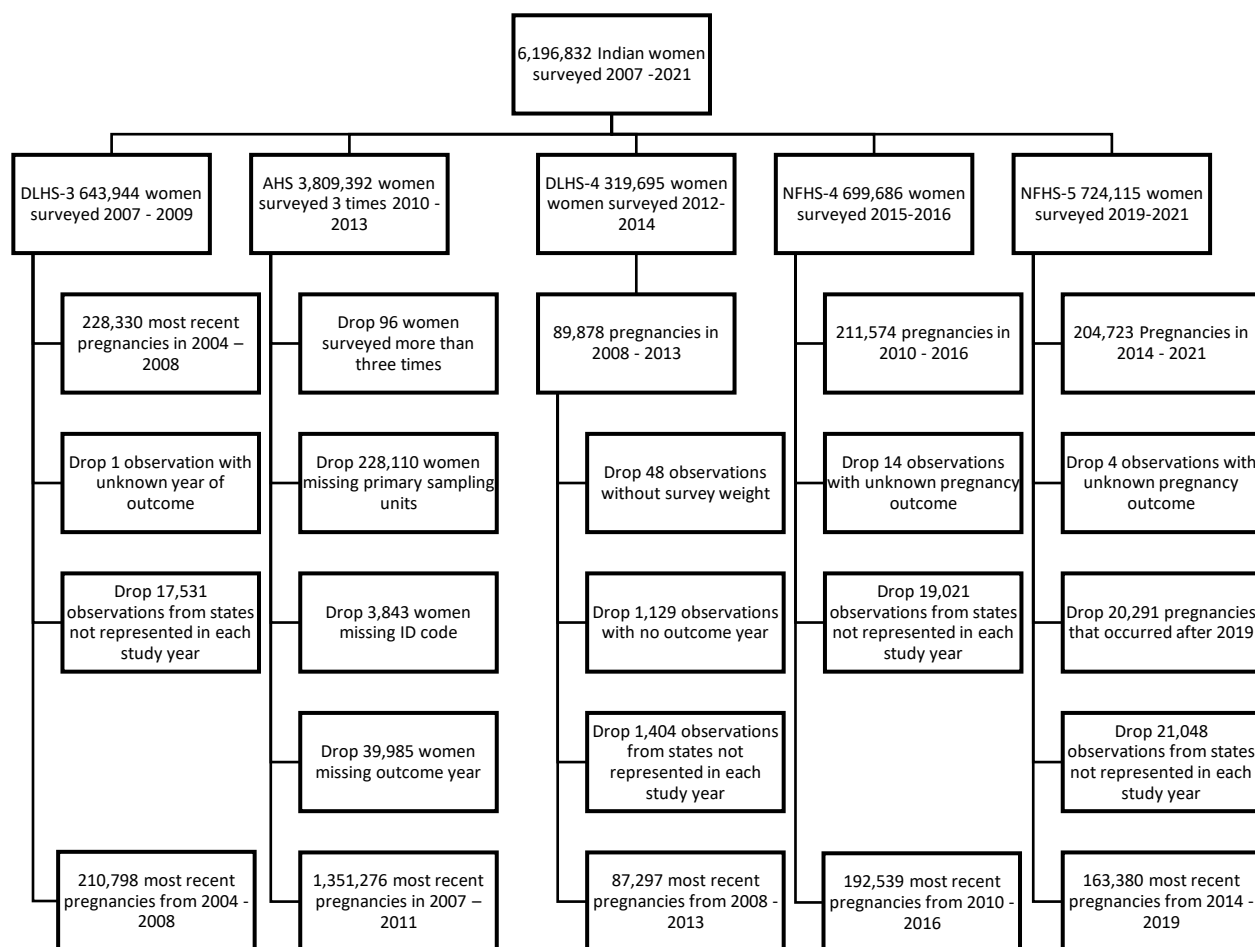 6,196,832 Indian women
surveyed 2007 -2021
DLHS-3 643,944 women
surveyed 2007 - 2009
AHS 3,809,392 women
surveyed 3 times 2010 -
2013
DLHS-4 319,695 women
women surveyed 2012-
2014
NFHS-4 699,686 women
surveyed 2015-2016
NFHS-5 724,115 women
surveyed 2019-2021
228,330 most recent
pregnancies in 2004 –
2008
Drop 96 women
surveyed more than
three times
89,878 pregnancies in
2008 - 2013
211,574 pregnancies in
2010 - 2016
204,723 Pregnancies in
2014 - 2021
Drop 1 observation with
unknown year of
outcome
Drop 228,110 women
missing primary sampling
units
Drop 48 observations
without survey weight
Drop 14 observations
with unknown pregnancy
outcome
Drop 4 observations with
unknown pregnancy
outcome
Drop 17,531
observations from states
not represented in each
study year
Drop 3,843 women
missing ID code
Drop 1,129 observations
with no outcome year
Drop 19,021
observations from states
not represented in each
study year
Drop 20,291 pregnancies
that occurred after 2019
Drop 39,985 women
missing outcome year
Drop 1,404 observations
from states not
represented in each
study year
Drop 21,048
observations from states
not represented in each
study year
210,798 most recent
pregnancies from 2004 -
2008
1,351,276 most recent
pregnancies in 2007 –
2011
87,297 most recent
pregnancies from 2008 -
2013
192,539 most recent
pregnancies from 2010 -
2016
163,380 most recent
pregnancies from 2014 -
2019